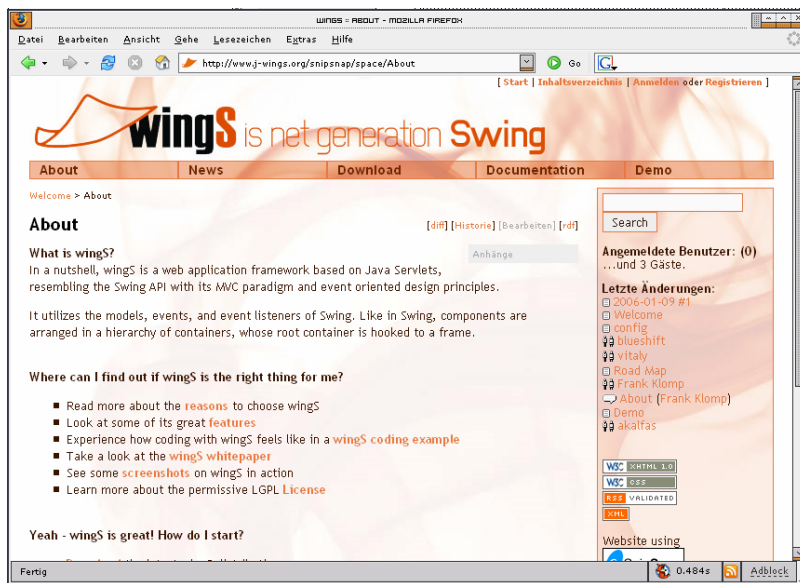 WINGS :: ABOUT - MOZILLA FIREFOX
Datei Bearbeiten Ansicht Gehe Lesezeichen Extras Hilfe
http://www.j-wings.org/snipsnap/space/About Go G
[ Start | Inhaltsverzeichnis | Anmelden oder Registrieren ]
wingS is net generation Swing
About News Download Documentation Demo
Welcome > About
About
[diff] [Historie] [Bearbeiten] [rdf]
Anhänge
What is wingS?
In a nutshell, wingS is a web application framework based on Java Servlets,
resembling the Swing API with its MVC paradigm and event oriented design principles.
It utilizes the models, events, and event listeners of Swing. Like in Swing, components are
arranged in a hierarchy of containers, whose root container is hooked to a frame.
Where can I find out if wingS is the right thing for me?
Read more about the reasons to choose wingS
Look at some of its great features
Experience how coding with wingS feels like in a wingS coding example
Take a look at the wingS whitepaper
See some screenshots on wingS in action
Learn more about the permissive LGPL License
Yeah - wingS is great! How do I start?
Search
Angemeldete Benutzer: (0)
...und 3 Gäste.
Letzte Änderungen:
2006-01-09 #1
Welcome
config
blueshift
vitaly
Road Map
Frank Klomp
About (Frank Klomp)
Demo
akalfas
W3C XHTML 1.0
W3C CSS
RSS VALIDATED
XML
Website using
Fertig 0.484s Adblock